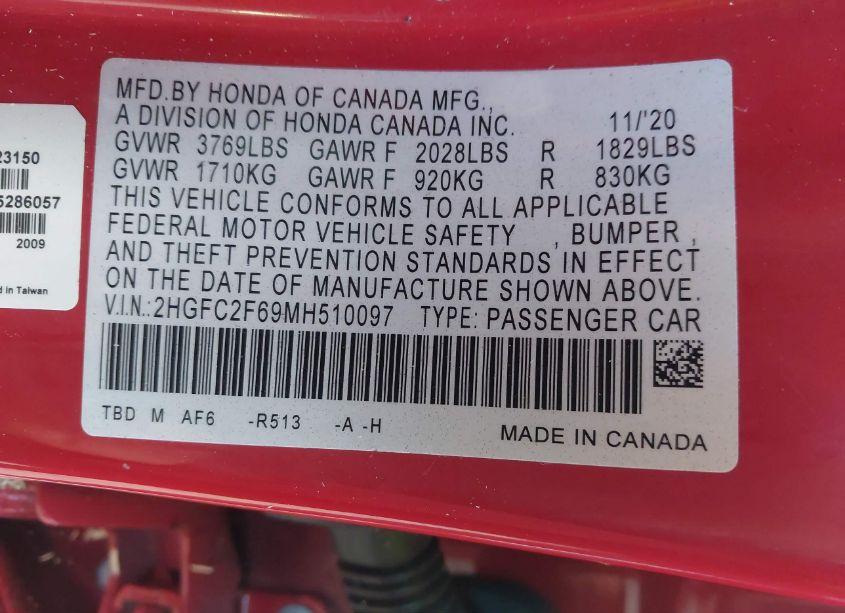 MFD.BY HONDA OF CANADA MFG.,
A DIVISION OF HONDA CANADA INC. 11/'20
GVWR 3769LBS GAWR F 2028LBS R 1829LBS
GVWR 1710KG GAWR F 920KG R 830KG
THIS VEHICLE CONFORMS TO ALL APPLICABLE
FEDERAL MOTOR VEHICLE SAFETY , BUMPER ,
AND THEFT PREVENTION STANDARDS IN EFFECT
ON THE DATE OF MANUFACTURE SHOWN ABOVE.
V.I.N.:2HGFC2F69MH510097 TYPE: PASSENGER CAR
TBD M AF6 -R513 -A -H
MADE IN CANADA
23150
5286057
2009
in Taiwan